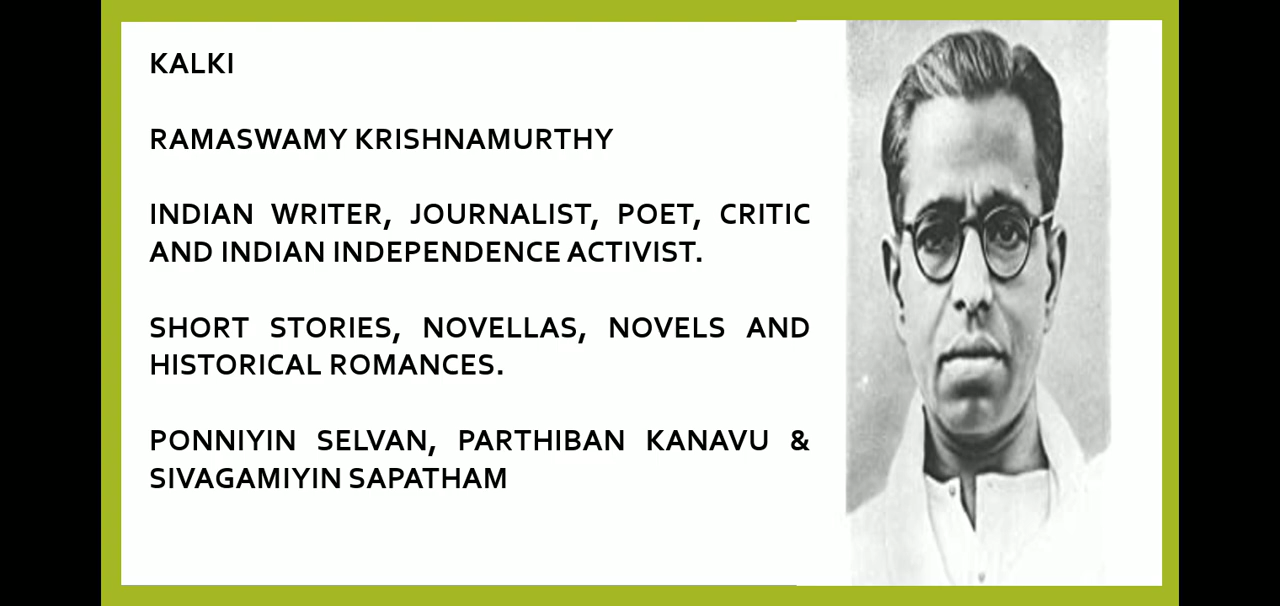 KALKI
RAMASWAMY KRISHNAMURTHY
INDIAN WRITER, JOURNALIST, POET, CRITIC
AND INDIAN INDEPENDENCE ACTIVIST.
SHORT STORIES, NOVELLAS, NOVELS AND
HISTORICAL ROMANCES.
PONNIYIN SELVAN, PARTHIBAN KANAVU &
SIVAGAMIYIN SAPATHAM